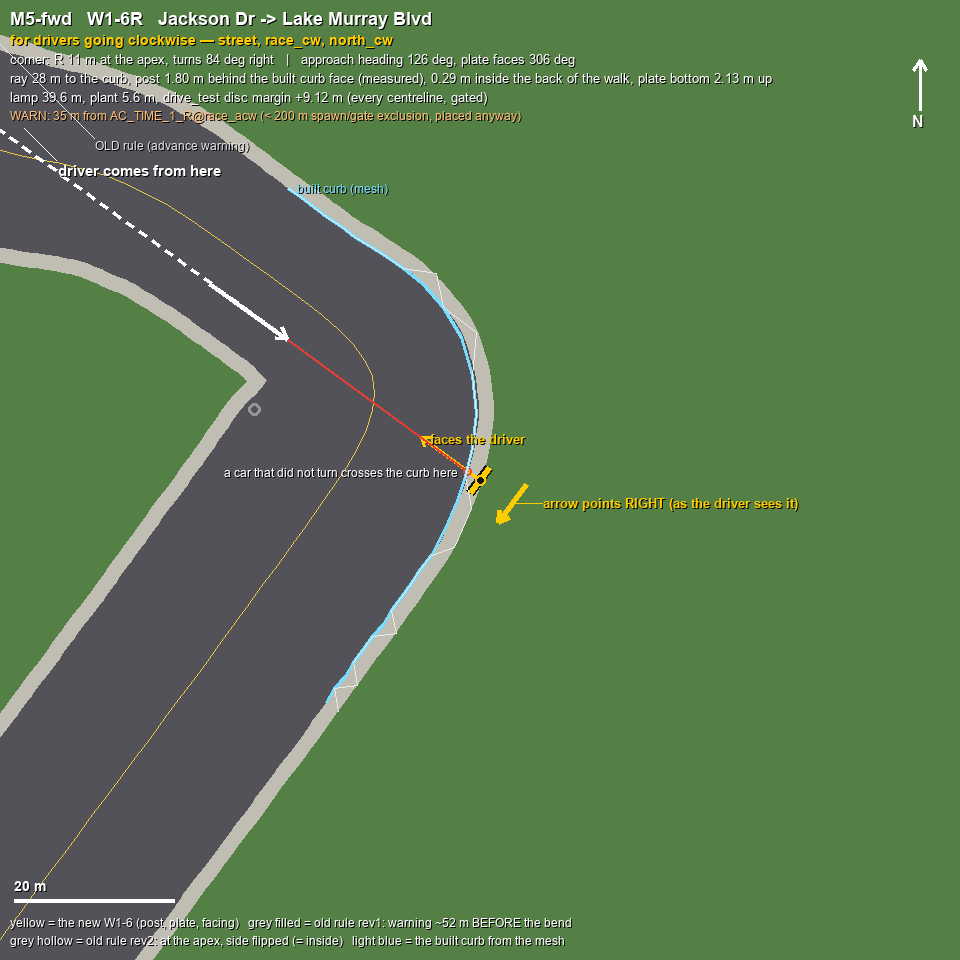 M5-fwd W1-6R Jackson Dr -> Lake Murray Blvd
for drivers going clockwise — street, race_cw, north_cw
corner: R 11 m at the apex, turns 84 deg right | approach heading 126 deg, plate faces 306 deg
ray 28 m to the curb, post 1.80 m behind the built curb face (measured), 0.29 m inside the back of the walk, plate bottom 2.13 m up
lamp 39.6 m, plant 5.6 m, drive_test disc margin +9.12 m (every centreline, gated)
WARN: 35 m from AC_TIME_1_R@race_acw (< 200 m spawn/gate exclusion, placed anyway)
N
OLD rule (advance warning)
driver comes from here
built curb (mesh)
faces the driver
a car that did not turn crosses the curb here
arrow points RIGHT (as the driver sees it)
20 m
yellow = the new W1-6 (post, plate, facing) grey filled = old rule rev1: warning ~52 m BEFORE the bend
grey hollow = old rule rev2: at the apex, side flipped (= inside) light blue = the built curb from the mesh